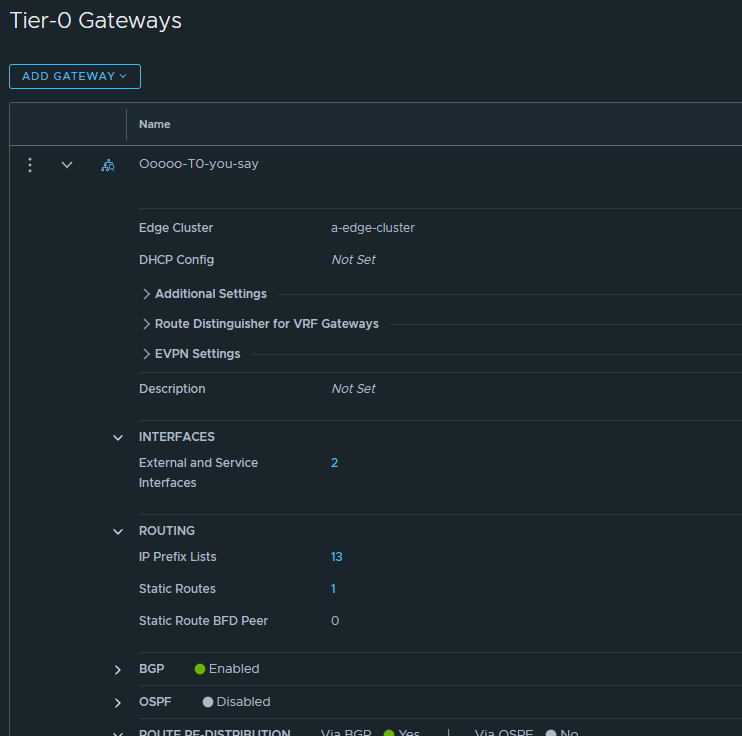 Tier-0 Gateways
ADD GATEWAY
Name
Ooooo-T0-you-say
Edge Cluster a-edge-cluster
DHCP Config Not Set
Additional Settings
Route Distinguisher for VRF Gateways
EVPN Settings
Description Not Set
INTERFACES
External and Service 2
Interfaces
ROUTING
IP Prefix Lists 13
Static Routes 1
Static Route BFD Peer 0
BGP Enabled
OSPF Disabled
ROUTE RE-DISTRIBUTION Via BGP Yes | Via OSPF No